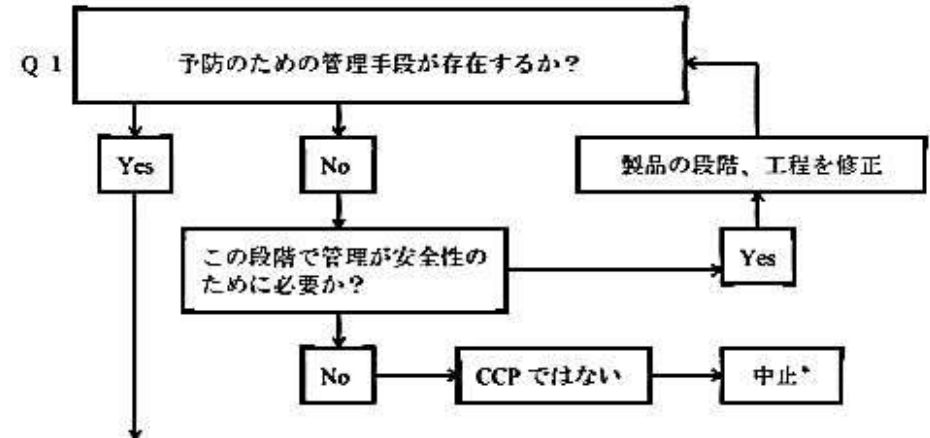 Q 1
予防のための管理手段が存在するか？
Yes
No
製品の段階、工程を修正
この段階で管理が安全性の
ために必要か？
Yes
No
CCP ではない
中止*